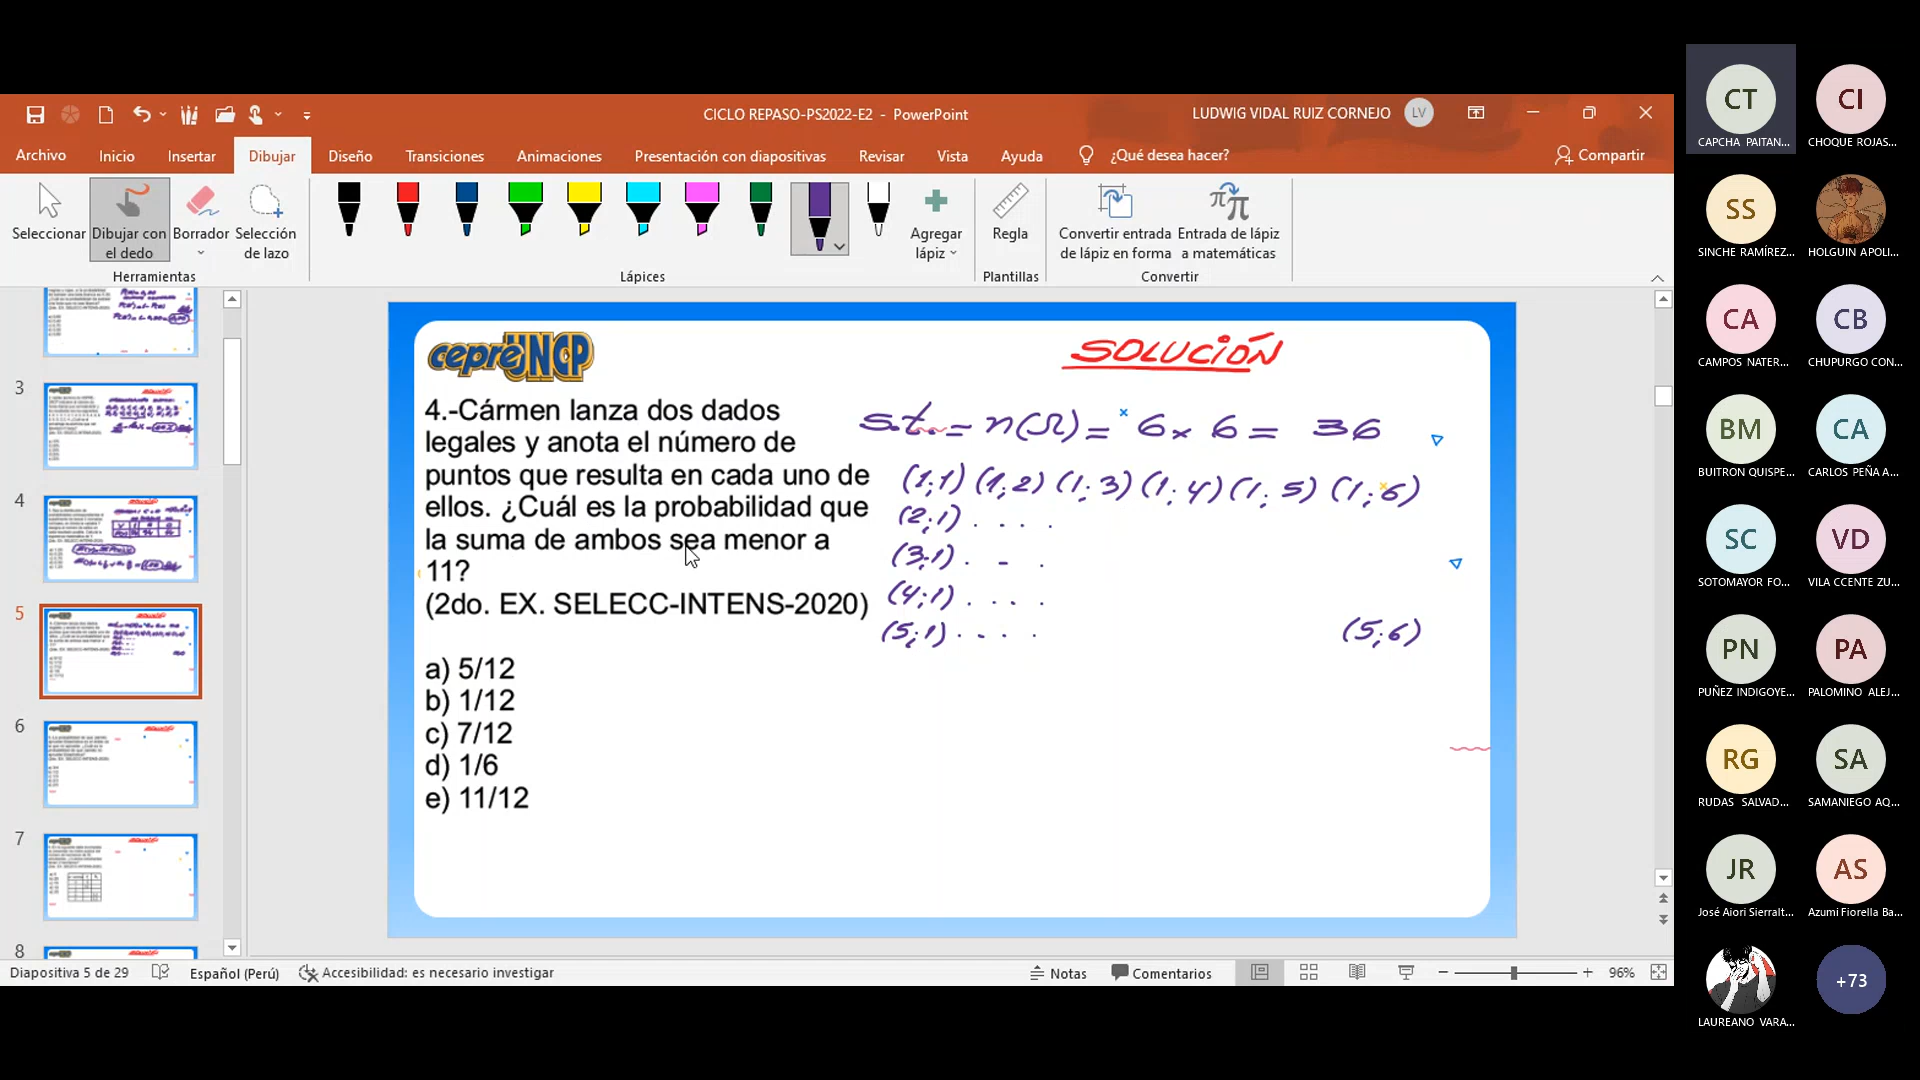 CICLO REPASO-PS2022-E2 - PowerPoint
LUDWIG VIDAL RUIZ CORNEJO
LV
Archivo
Inicio
Insertar
Dibujar
Diseño
Transiciones
Animaciones
Presentación con diapositivas
Revisar
Vista
Ayuda
¿Qué desea hacer?
Compartir
Seleccionar
Dibujar con
el dedo
Borrador
Selección
de lazo
Agregar
lápiz
Regla
Convertir entrada
de lápiz en forma
Entrada de lápiz
a matemáticas
Herramientas
Lápices
Plantillas
Convertir
3
4
5
6
7
8
cepre UNCP
SOLUCIÓN
4.-Cármen lanza dos dados
legales y anota el número de
puntos que resulta en cada uno de
ellos. ¿Cuál es la probabilidad que
la suma de ambos sea menor a
11?
(2do. EX. SELECC-INTENS-2020)
a) 5/12
b) 1/12
c) 7/12
d) 1/6
e) 11/12
s.t. = n(Ω) = 6 x 6 = 36
(1;1) (1;2) (1;3) (1;4) (1;5) (1;6)
(2;1) . . . .
(3;1) . - .
(4;1) . . . .
(5;1) . . . . (5;6)
Diapositiva 5 de 29
Español (Perú)
Accesibilidad: es necesario investigar
Notas
Comentarios
96%
CT
CAPCHA PAITAN...
CI
CHOQUE ROJAS...
SS
SINCHE RAMÍREZ...
HOLGUIN APOLI...
CA
CAMPOS NATER...
CB
CHUPURGO CON...
BM
BUITRON QUISPE...
CA
CARLOS PEÑA A...
SC
SOTOMAYOR FO...
VD
VILA CCENTE ZU...
PN
PUÑEZ INDIGOYE...
PA
PALOMINO ALEJ...
RG
RUDAS SALVAD...
SA
SAMANIEGO AQ...
JR
José Aiori Sierralt...
AS
Azumi Fiorella Ba...
LAUREANO VARA...
+73